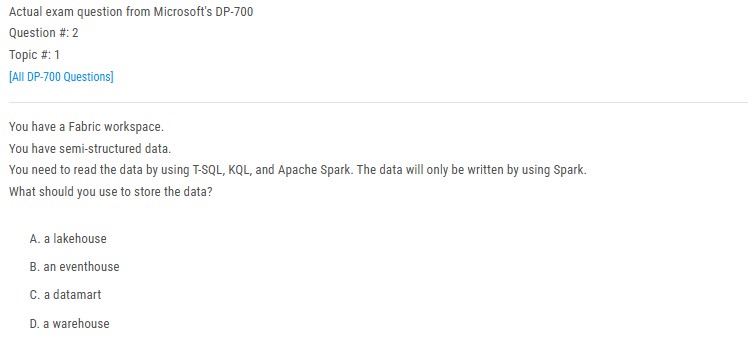 Actual exam question from Microsoft's DP-700
Question #: 2
Topic #: 1
[All DP-700 Questions]
You have a Fabric workspace.
You have semi-structured data.
You need to read the data by using T-SQL, KQL, and Apache Spark. The data will only be written by using Spark.
What should you use to store the data?
A. a lakehouse
B. an eventhouse
C. a datamart
D. a warehouse